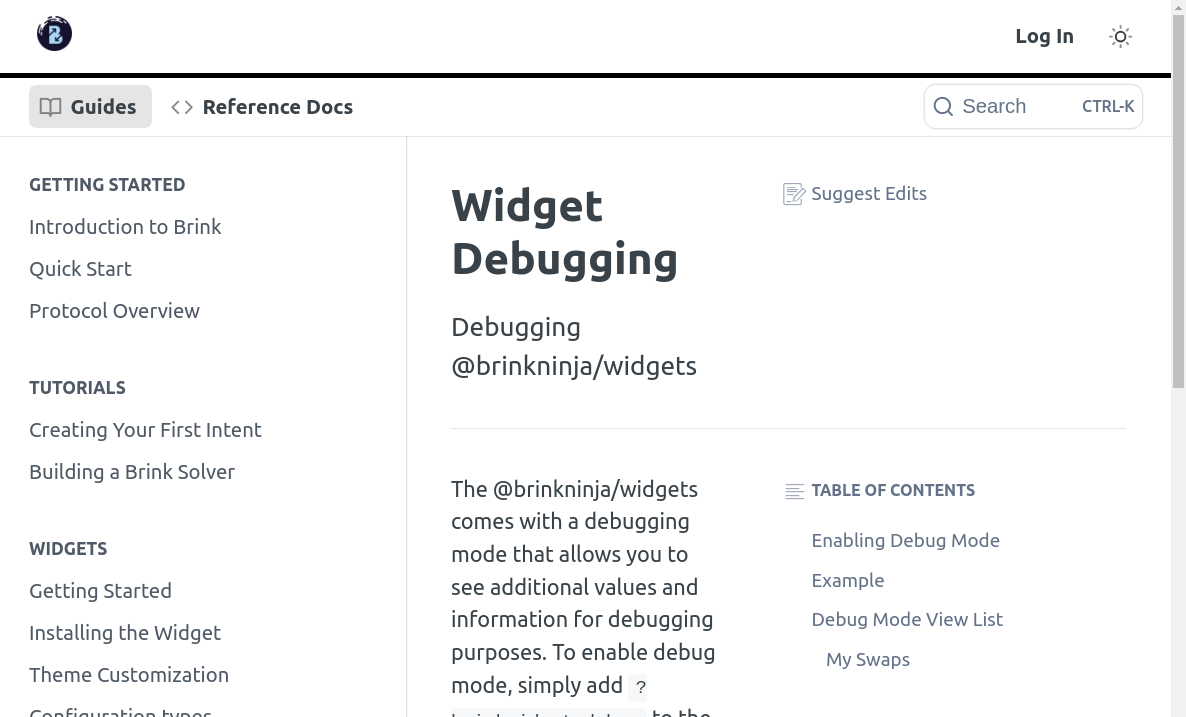 Log In
Guides
Reference Docs
Search
CTRL-K
GETTING STARTED
Introduction to Brink
Quick Start
Protocol Overview
TUTORIALS
Creating Your First Intent
Building a Brink Solver
WIDGETS
Getting Started
Installing the Widget
Theme Customization
Configuration types
Widget
Debugging
Debugging
@brinkninja/widgets
Suggest Edits
The @brinkninja/widgets
comes with a debugging
mode that allows you to
see additional values and
information for debugging
purposes. To enable debug
mode, simply add ?
to the
TABLE OF CONTENTS
Enabling Debug Mode
Example
Debug Mode View List
My Swaps